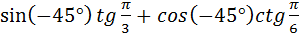 sin(−45°) tg π/3 + cos(−45°)ctg π/6